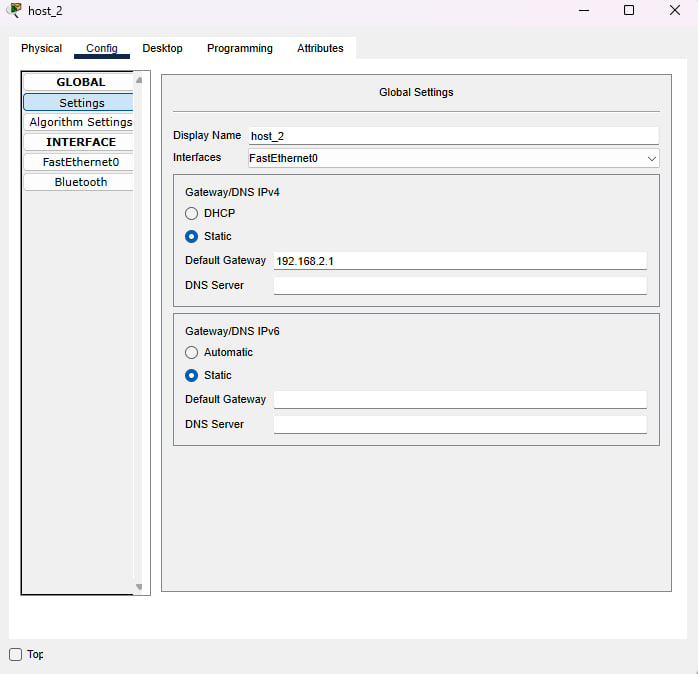 host_2
Physical Config Desktop Programming Attributes
GLOBAL
Settings
Algorithm Settings
INTERFACE
FastEthernet0
Bluetooth
Global Settings
Display Name host_2
Interfaces FastEthernet0
Gateway/DNS IPv4
DHCP
Static
Default Gateway 192.168.2.1
DNS Server
Gateway/DNS IPv6
Automatic
Static
Default Gateway
DNS Server
Top